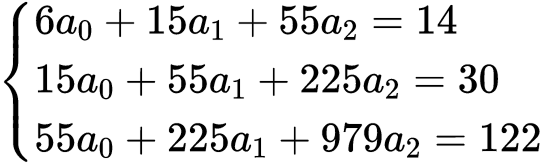 6a₀ + 15a₁ + 55a₂ = 14
15a₀ + 55a₁ + 225a₂ = 30
55a₀ + 225a₁ + 979a₂ = 122